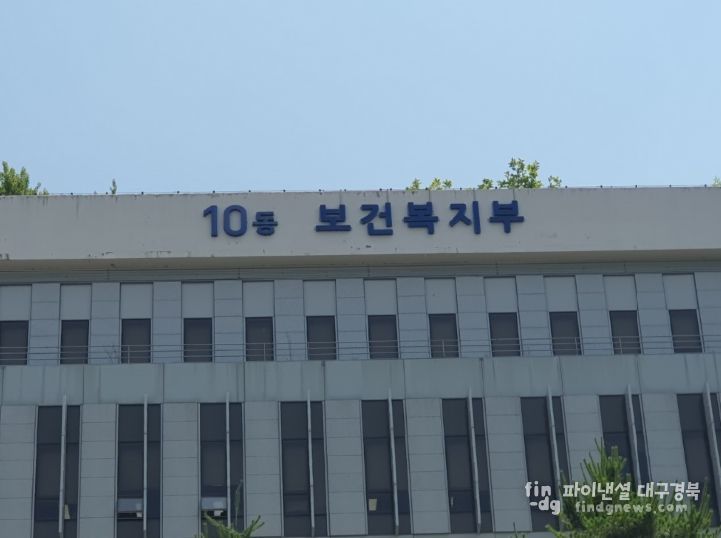 10동 보건복지부
fin 파이낸설 대구경북
-dg findgnews.com